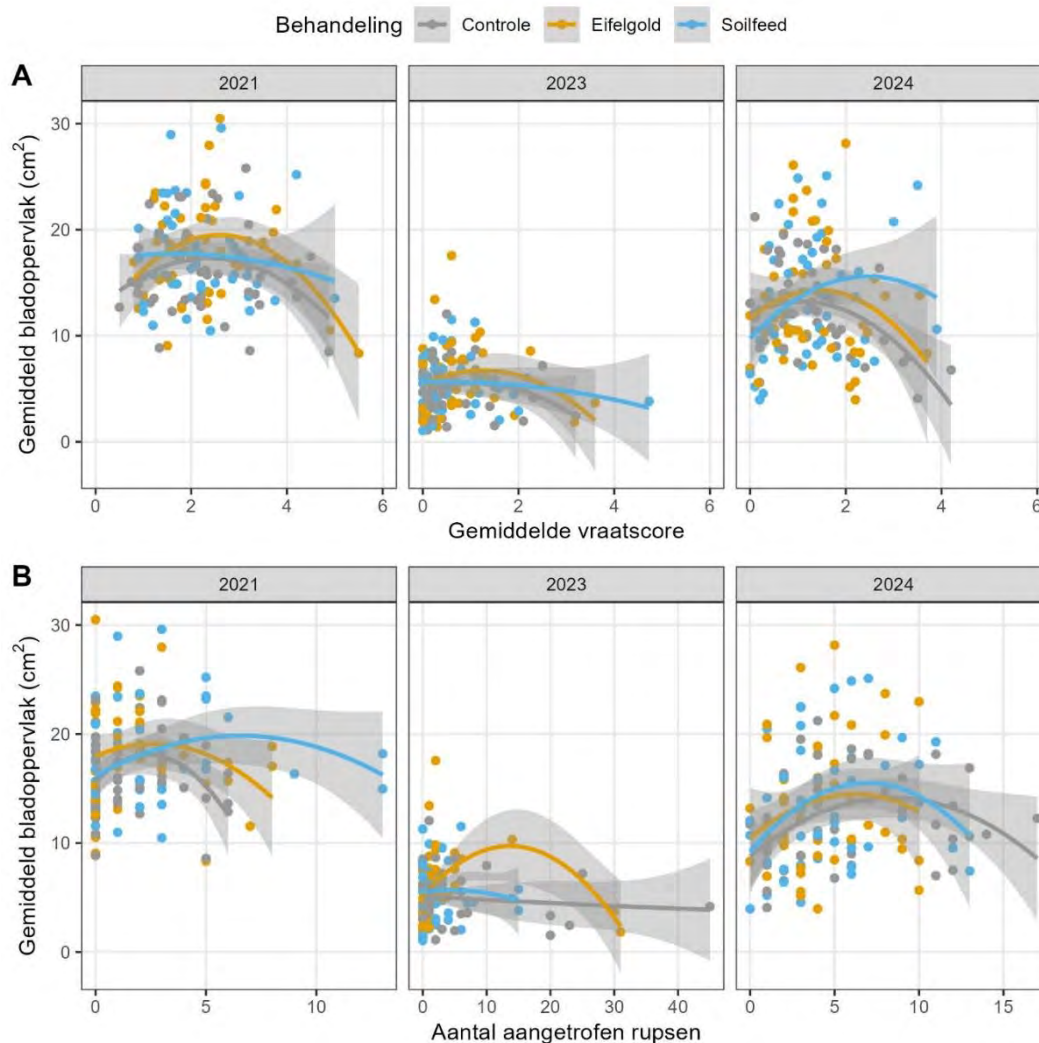 Behandeling Controle Eifelgold Soilfeed
A
2021 2023 2024
Gemiddeld bladoppervlak (cm²)
30
20
10
0
0 2 4 6 0 2 4 6 0 2 4 6
Gemiddelde vraatscore
B
2021 2023 2024
Gemiddeld bladoppervlak (cm²)
30
20
10
0
0 5 10 0 10 20 30 40 0 5 10 15
Aantal aangetrofen rupsen